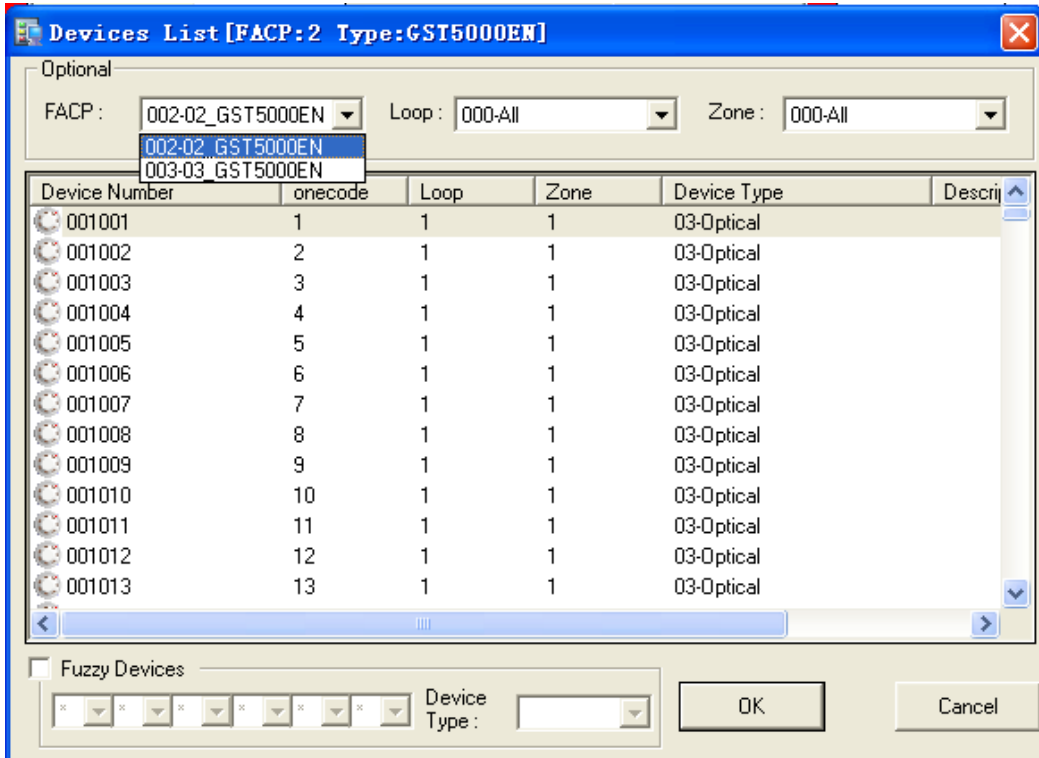 Devices List[FACP:2 Type:GST5000EN]
Optional
FACP : 002-02_GST5000EN Loop : 000-All Zone : 000-All
002-02_GST5000EN
003-03_GST5000EN
Device Number onecode Loop Zone Device Type Descrip
001001 1 1 1 03-Optical
001002 2 1 1 03-Optical
001003 3 1 1 03-Optical
001004 4 1 1 03-Optical
001005 5 1 1 03-Optical
001006 6 1 1 03-Optical
001007 7 1 1 03-Optical
001008 8 1 1 03-Optical
001009 9 1 1 03-Optical
001010 10 1 1 03-Optical
001011 11 1 1 03-Optical
001012 12 1 1 03-Optical
001013 13 1 1 03-Optical
Fuzzy Devices
* * * * * * Device Type : OK Cancel